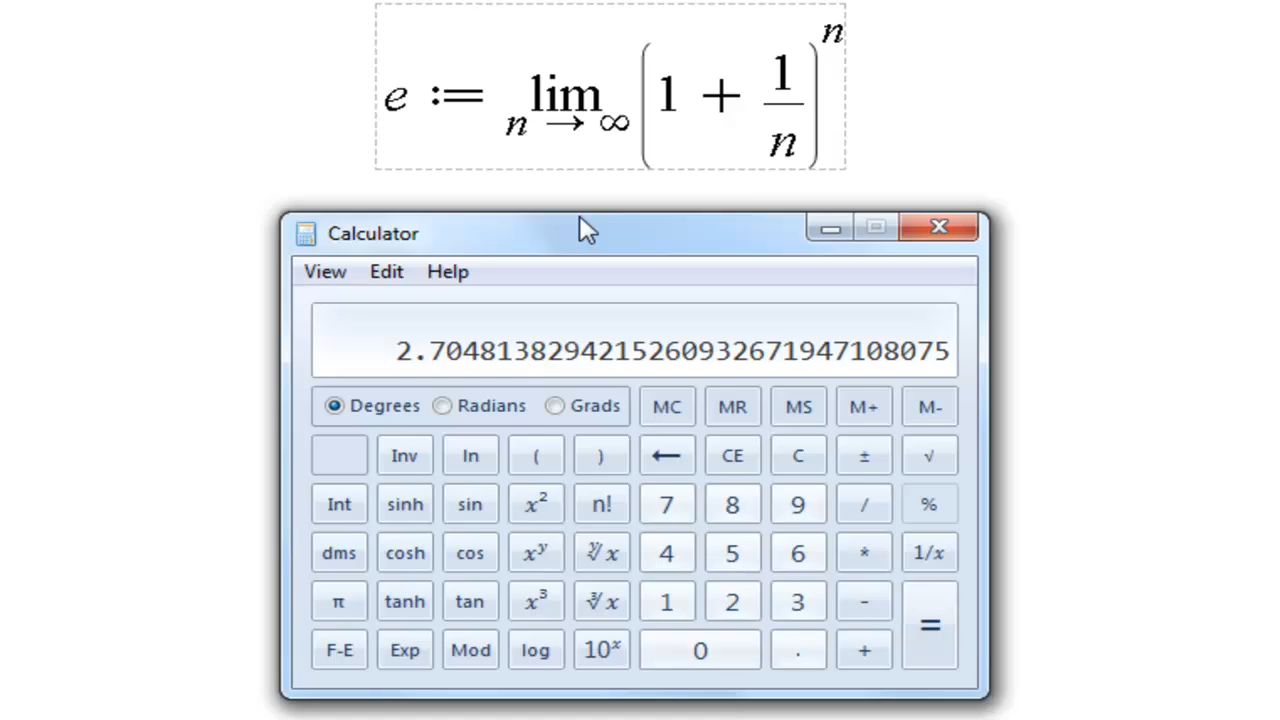 e := lim n → ∞ (1 + 1/n)^n
Calculator
View Edit Help
2.7048138294215260932671947108075
Degrees Radians Grads MC MR MS M+ M-
Inv ln ( ) ← CE C ± √
Int sinh sin x² n! 7 8 9 / %
dms cosh cos xʸ ʸ√x 4 5 6 * 1/x
π tanh tan x³ ³√x 1 2 3 - =
F-E Exp Mod log 10ˣ 0 . +